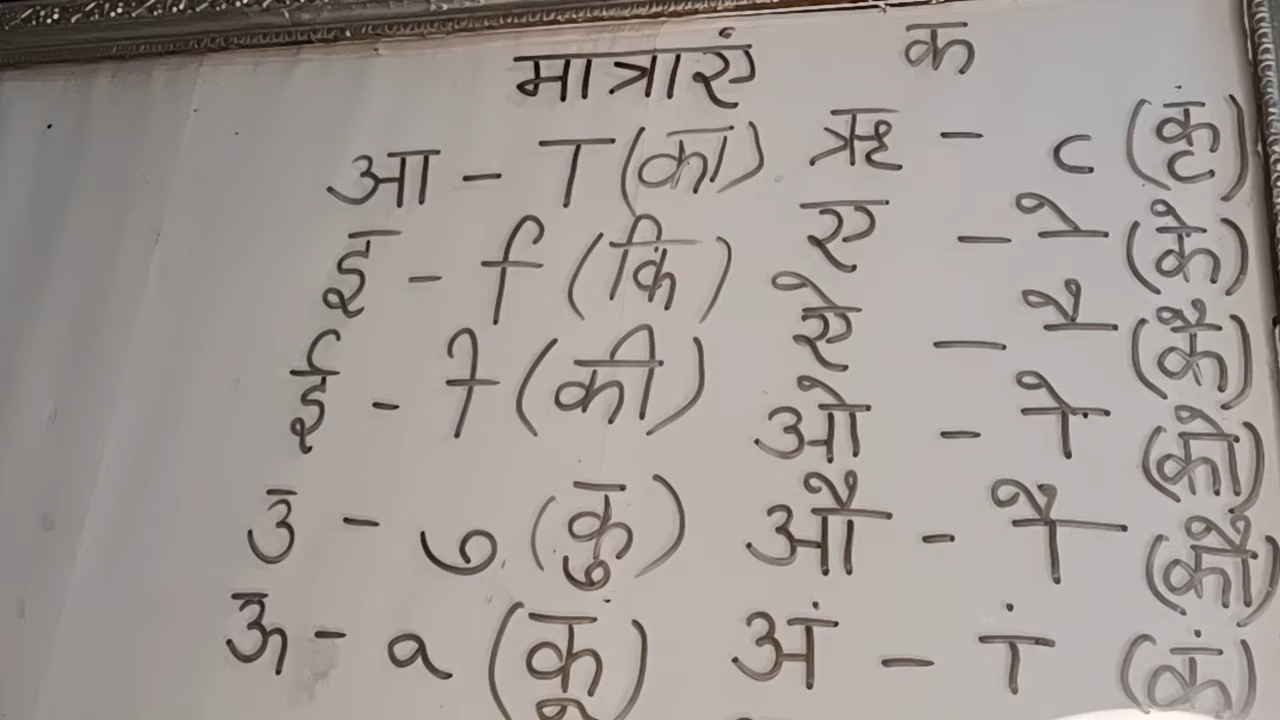 मात्राएं क
आ - ा (का) ऋ - ृ (कृ)
इ - ि (कि) ए - े (के)
ई - ी (की) ऐ - ै (कै)
उ - ु (कु) ओ - ो (को)
ऊ - ू (कू) औ - ौ (कौ)
अं - ं (कं)